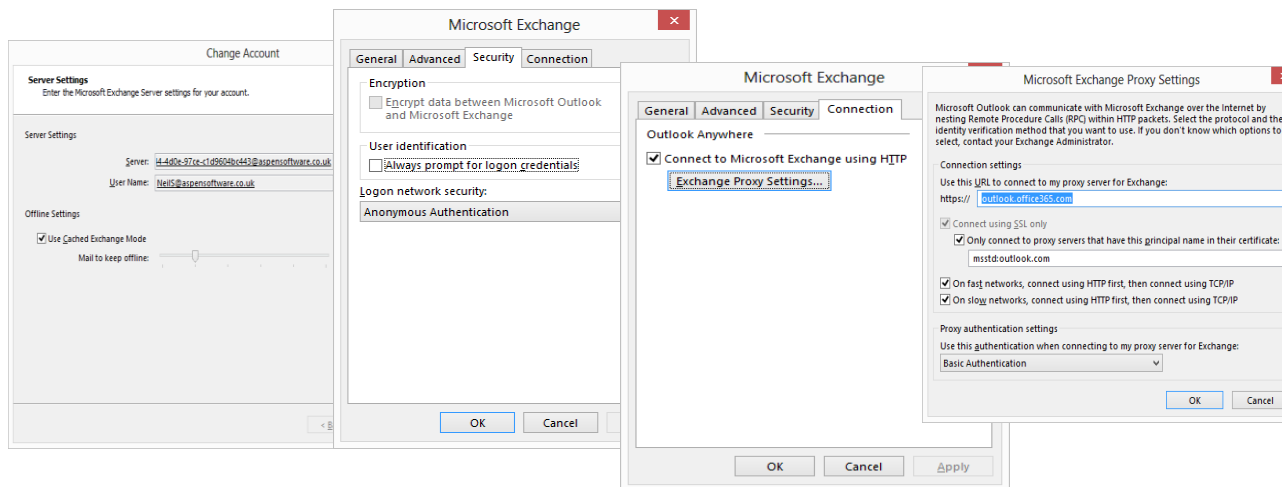 Change Account
Server Settings
Enter the Microsoft Exchange Server settings for your account.
Server Settings
Server: I4-4d0e-97ce-c1d9604bc443@aspensoftware.co.uk
User Name: NeilS@aspensoftware.co.uk
Offline Settings
Use Cached Exchange Mode
Mail to keep offline:
<
Microsoft Exchange
General Advanced Security Connection
Encryption
Encrypt data between Microsoft Outlook
and Microsoft Exchange
User identification
Always prompt for logon credentials
Logon network security:
Anonymous Authentication
OK Cancel
Microsoft Exchange
General Advanced Security Connection
Outlook Anywhere
Connect to Microsoft Exchange using HTTP
Exchange Proxy Settings...
OK Cancel Apply
Microsoft Exchange Proxy Settings
Microsoft Outlook can communicate with Microsoft Exchange over the Internet by
nesting Remote Procedure Calls (RPC) within HTTP packets. Select the protocol and the
identity verification method that you want to use. If you don't know which options to
select, contact your Exchange Administrator.
Connection settings
Use this URL to connect to my proxy server for Exchange:
https:// outlook.office365.com
Connect using SSL only
Only connect to proxy servers that have this principal name in their certificate:
msstd:outlook.com
On fast networks, connect using HTTP first, then connect using TCP/IP
On slow networks, connect using HTTP first, then connect using TCP/IP
Proxy authentication settings
Use this authentication when connecting to my proxy server for Exchange:
Basic Authentication
OK Cancel